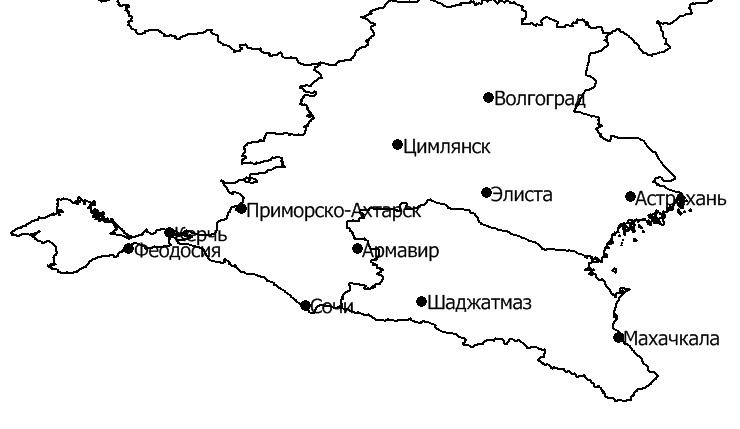 Волгоград
Цимлянск
Элиста
Астрахань
Приморско-Ахтарск
Керчь
Феодосия
Армавир
Сочи
Шаджатмаз
Махачкала